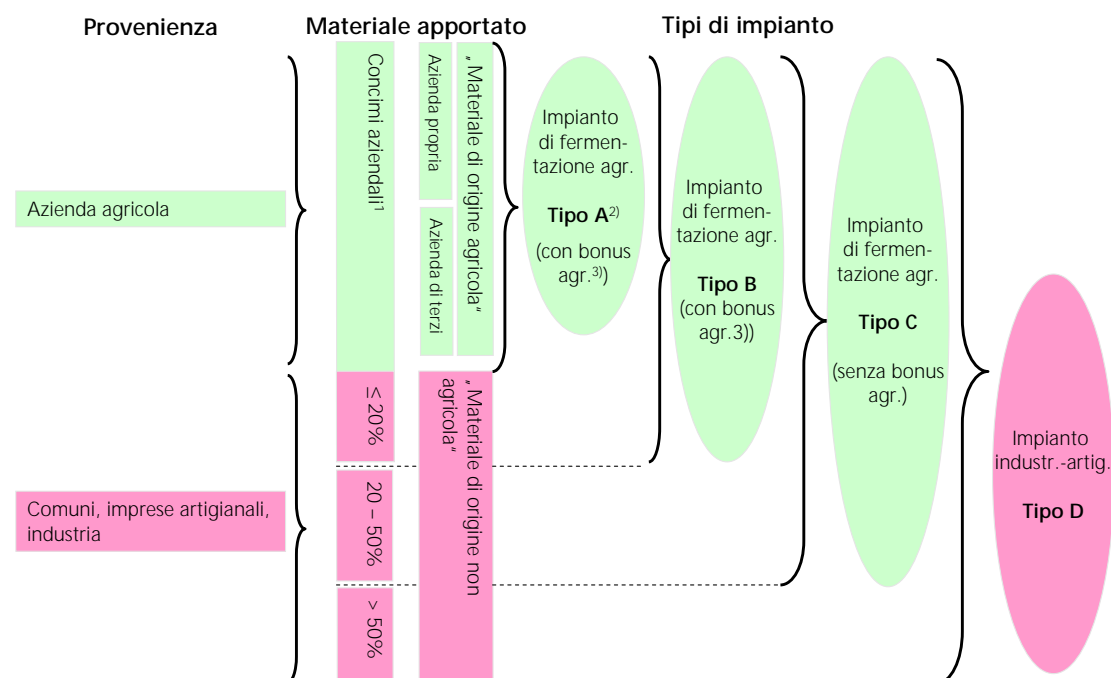 Provenienza
Materiale apportato
Tipi di impianto
Azienda agricola
Comuni, imprese artigianali,
industria
Concimi aziendali¹
≤ 20%
20 – 50%
> 50%
Azienda propria
Azienda di terzi
„Materiale di origine agricola“
„Materiale di origine non
agricola“
Impianto
di fermen-
tazione agr.
Tipo A²⁾
(con bonus
agr.³⁾)
Impianto
di fermen-
tazione agr.
Tipo B
(con bonus
agr.3))
Impianto
di fermen-
tazione agr.
Tipo C
(senza bonus
agr.)
Impianto
industr.-artig.
Tipo D